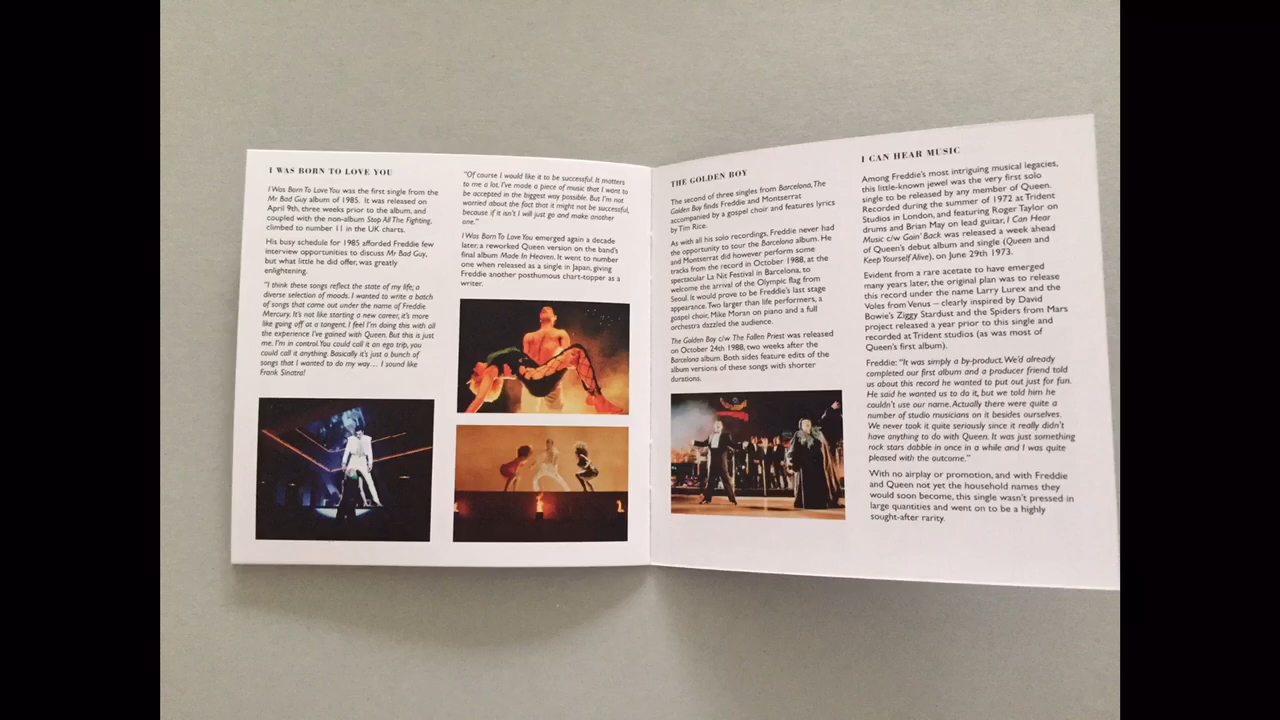 I WAS BORN TO LOVE YOU
I Was Born To Love You was the first single from the
Mr Bad Guy album of 1985. It was released on
April 9th, three weeks prior to the album, and
coupled with the non-album Stop All The Fighting,
climbed to number 11 in the UK charts.
His busy schedule for 1985 afforded Freddie few
interview opportunities to discuss Mr Bad Guy,
but what little he did offer, was greatly
enlightening.
"I think these songs reflect the state of my life; a
diverse selection of moods. I wanted to write a batch
of songs that came out under the name of Freddie
Mercury. It's not like starting a new career, it's more
like going off at a tangent. I feel I'm doing this with all
the experience I've gained with Queen. But this is just
me. I'm in control. You could call it an ego trip, you
could call it anything. Basically it's just a bunch of
songs that I wanted to do my way... I sound like
Frank Sinatra!
"Of course I would like it to be successful. It matters
to me a lot. I've made a piece of music that I want to
be accepted in the biggest way possible. But I'm not
worried about the fact that it might not be successful,
because if it isn't I will just go and make another
one."
I Was Born To Love You emerged again a decade
later, a reworked Queen version on the band's
final album Made In Heaven. It went to number
one when released as a single in Japan, giving
Freddie another posthumous chart-topper as a
writer.
THE GOLDEN BOY
The second of three singles from Barcelona, The
Golden Boy finds Freddie and Montserrat
accompanied by a gospel choir and features lyrics
by Tim Rice.
As with all his solo recordings, Freddie never had
the opportunity to tour the Barcelona album. He
and Montserrat did however perform some
tracks from the record in October 1988, at the
spectacular La Nit Festival in Barcelona, to
welcome the arrival of the Olympic flag from
Seoul. It would prove to be Freddie's last stage
appearance. Two larger than life performers, a
gospel choir, Mike Moran on piano and a full
orchestra dazzled the audience.
The Golden Boy c/w The Fallen Priest was released
on October 24th 1988, two weeks after the
Barcelona album. Both sides feature edits of the
album versions of these songs with shorter
durations.
I CAN HEAR MUSIC
Among Freddie's most intriguing musical legacies,
this little-known jewel was the very first solo
single to be released by any member of Queen.
Recorded during the summer of 1972 at Trident
Studios in London, and featuring Roger Taylor on
drums and Brian May on lead guitar, I Can Hear
Music c/w Goin' Back was released a week ahead
of Queen's debut album and single (Queen and
Keep Yourself Alive), on June 29th 1973.
Evident from a rare acetate to have emerged
many years later, the original plan was to release
this record under the name Larry Lurex and the
Voles from Venus – clearly inspired by David
Bowie's Ziggy Stardust and the Spiders from Mars
project released a year prior to this single and
recorded at Trident studios (as was most of
Queen's first album).
Freddie: "It was simply a by-product. We'd already
completed our first album and a producer friend told
us about this record he wanted to put out just for fun.
He said he wanted us to do it, but we told him he
couldn't use our name. Actually there were quite a
number of studio musicians on it besides ourselves.
We never took it quite seriously since it really didn't
have anything to do with Queen. It was just something
rock stars dabble in once in a while and I was quite
pleased with the outcome."
With no airplay or promotion, and with Freddie
and Queen not yet the household names they
would soon become, this single wasn't pressed in
large quantities and went on to be a highly
sought-after rarity.